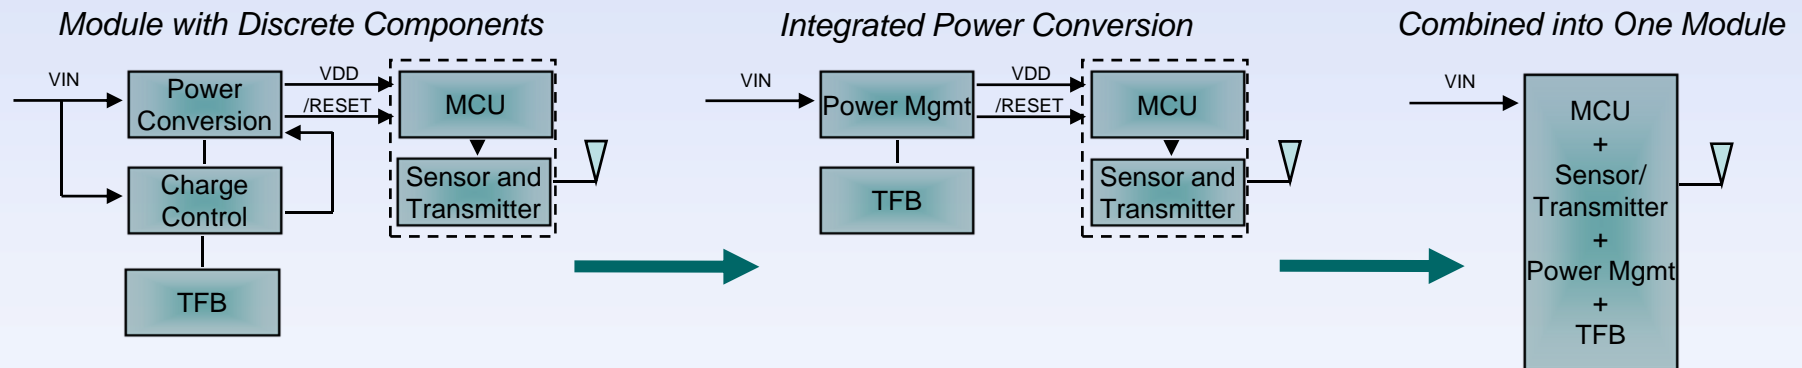 Module with Discrete Components
VIN
Power
Conversion
VDD
/RESET
MCU
Charge
Control
Sensor and
Transmitter
TFB
Integrated Power Conversion
VIN
Power Mgmt
VDD
/RESET
MCU
TFB
Sensor and
Transmitter
Combined into One Module
VIN
MCU
+
Sensor/
Transmitter
+
Power Mgmt
+
TFB